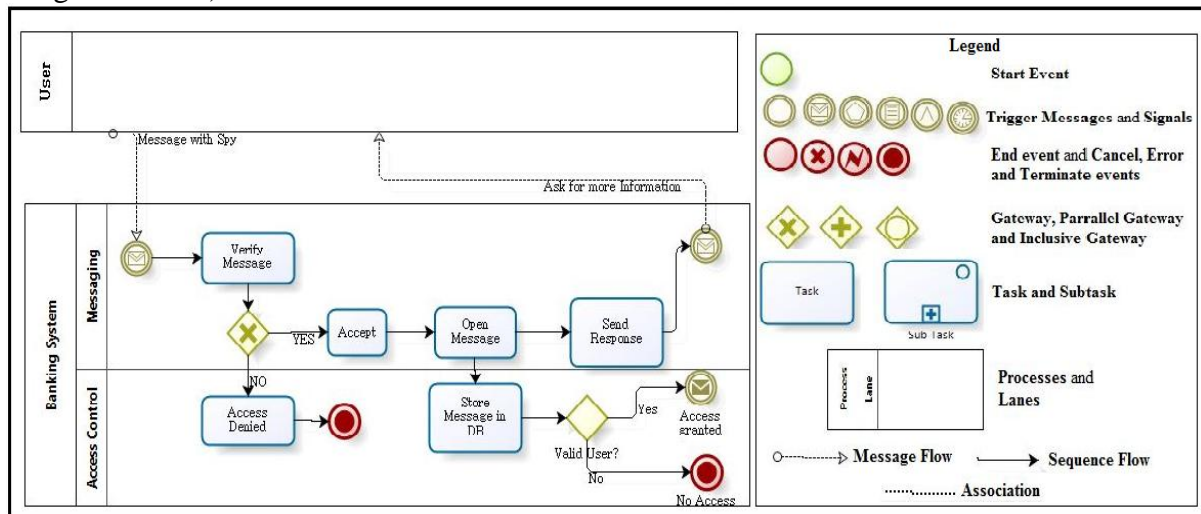 User
Message with Spy
Ask for more Information
Banking System
Messaging
Verify
Message
YES
Accept
Open
Message
Send
Response
NO
Access Control
Access
Denied
Store
Message in
DB
Valid User?
Yes
Access
granted
No
No Access
Legend
Start Event
Trigger Messages and Signals
End event and Cancel, Error
and Terminate events
Gateway, Parrallel Gateway
and Inclusive Gateway
Task
Sub Task
Task and Subtask
Process
Lane
Processes and
Lanes
Message Flow
Sequence Flow
Association